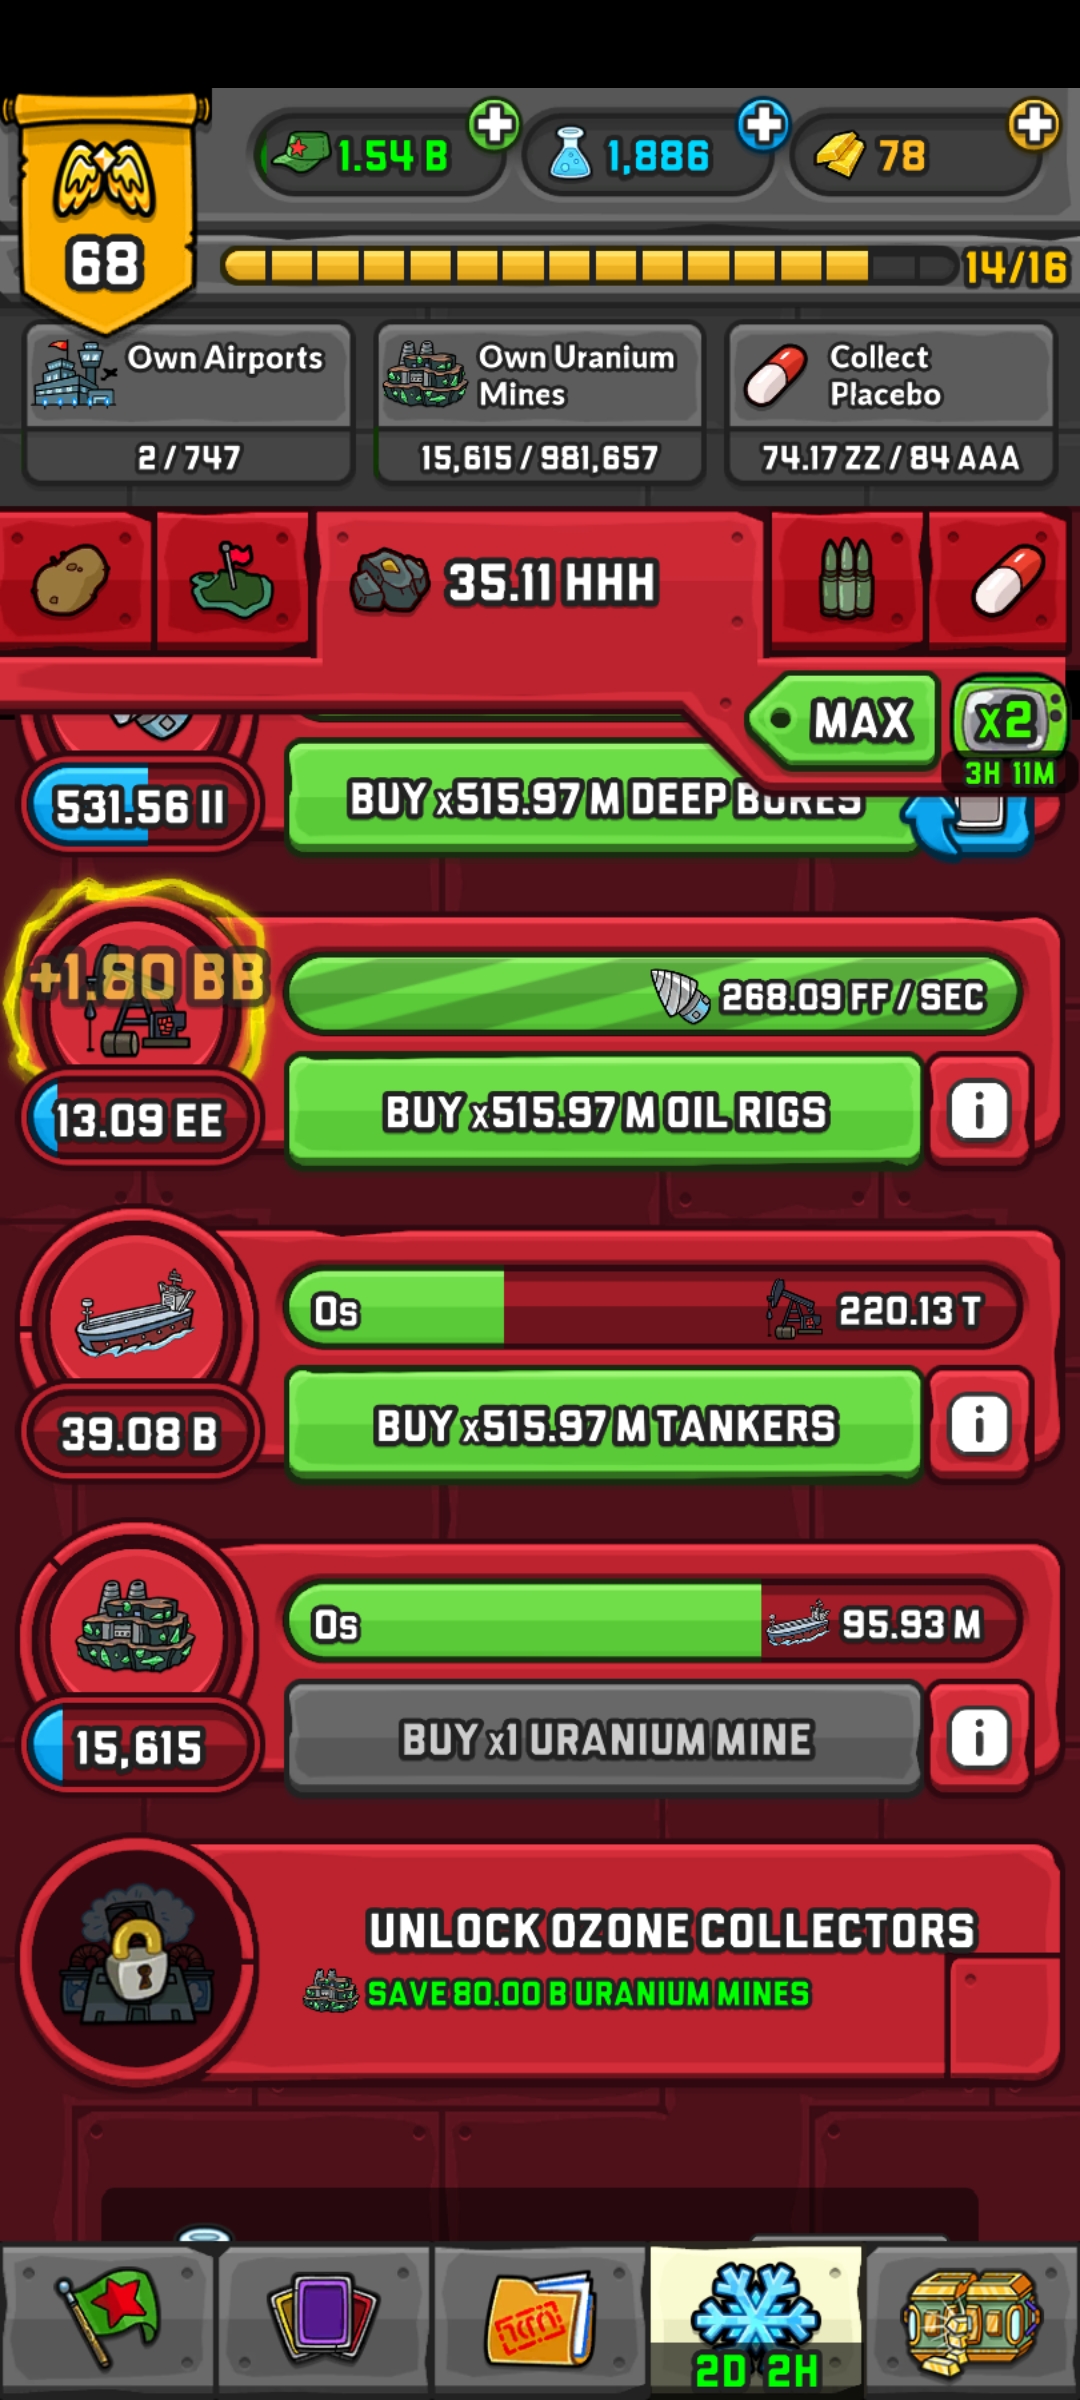 1.54 B
1,886
78
68
14/16
Own Airports
2 / 747
Own Uranium
Mines
15,615 / 981,657
Collect
Placebo
74.17 ZZ / 84 AAA
35.11 HHH
MAX
x2
3H 11M
531.56 II
BUY x515.97 M DEEP BORES
+1.80 BB
268.09 FF / SEC
13.09 EE
BUY x515.97 M OIL RIGS
i
0s
220.13 T
39.08 B
BUY x515.97 M TANKERS
i
0s
95.93 M
15,615
BUY x1 URANIUM MINE
i
UNLOCK OZONE COLLECTORS
SAVE 80.00 B URANIUM MINES
2D 2H